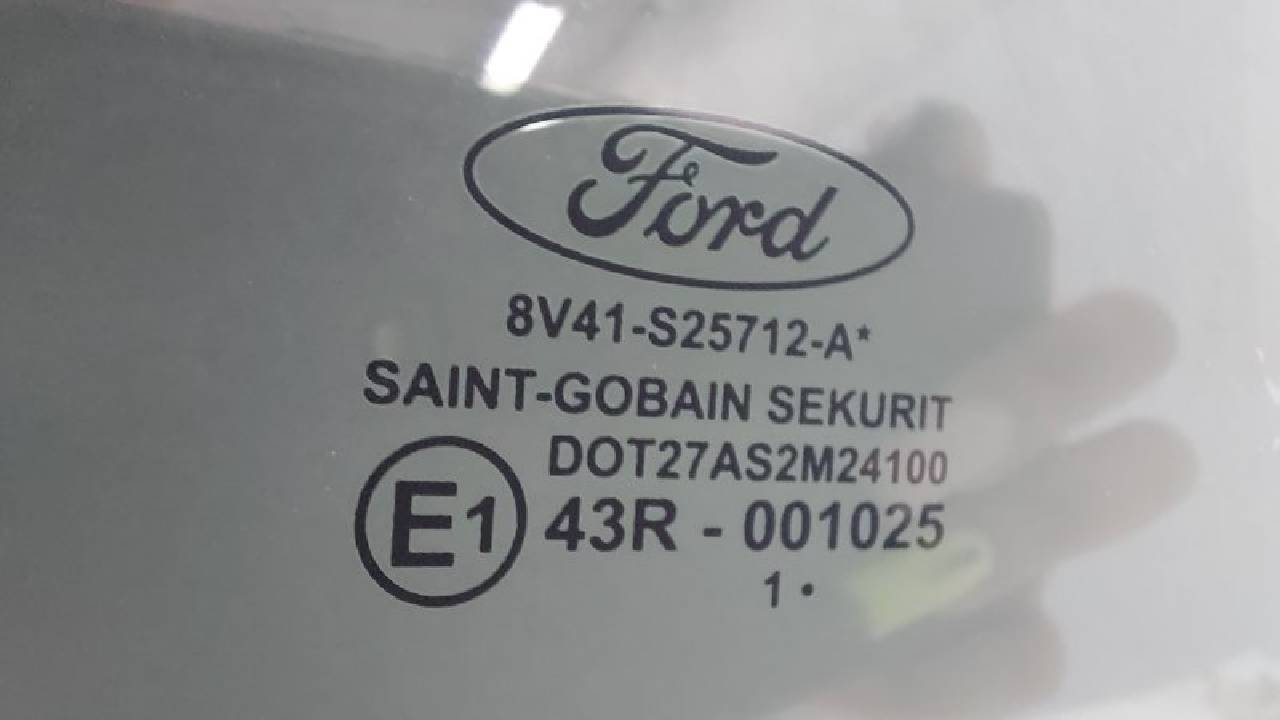 Ford
8V41-S25712-A*
SAINT-GOBAIN SEKURIT
DOT27AS2M24100
E1 43R - 001025
1 •